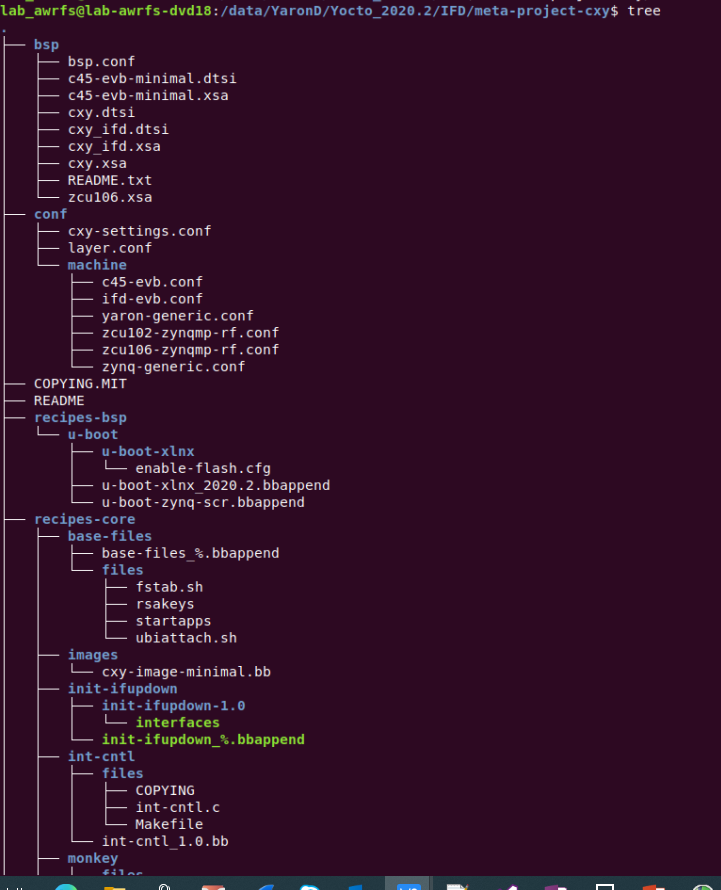 lab_awrfs@lab-awrfs-dvd18:/data/YaronD/Yocto_2020.2/IFD/meta-project-cxy$ tree
.
├── bsp
│   ├── bsp.conf
│   ├── c45-evb-minimal.dtsi
│   ├── c45-evb-minimal.xsa
│   ├── cxy.dtsi
│   ├── cxy_ifd.dtsi
│   ├── cxy_ifd.xsa
│   ├── cxy.xsa
│   ├── README.txt
│   └── zcu106.xsa
├── conf
│   ├── cxy-settings.conf
│   ├── layer.conf
│   └── machine
│       ├── c45-evb.conf
│       ├── ifd-evb.conf
│       ├── yaron-generic.conf
│       ├── zcu102-zynqmp-rf.conf
│       ├── zcu106-zynqmp-rf.conf
│       └── zynq-generic.conf
├── COPYING.MIT
├── README
├── recipes-bsp
│   └── u-boot
│       ├── u-boot-xlnx
│       │   └── enable-flash.cfg
│       ├── u-boot-xlnx_2020.2.bbappend
│       └── u-boot-zynq-scr.bbappend
├── recipes-core
│   ├── base-files
│   │   ├── base-files_%.bbappend
│   │   └── files
│   │       ├── fstab.sh
│   │       ├── rsakeys
│   │       ├── startapps
│   │       └── ubiattach.sh
│   ├── images
│   │   └── cxy-image-minimal.bb
│   ├── init-ifupdown
│   │   ├── init-ifupdown-1.0
│   │   │   └── interfaces
│   │   └── init-ifupdown_%.bbappend
│   ├── int-cntl
│   │   ├── files
│   │   │   ├── COPYING
│   │   │   ├── int-cntl.c
│   │   │   └── Makefile
│   │   └── int-cntl_1.0.bb
│   ├── monkey
│   │   ├── files